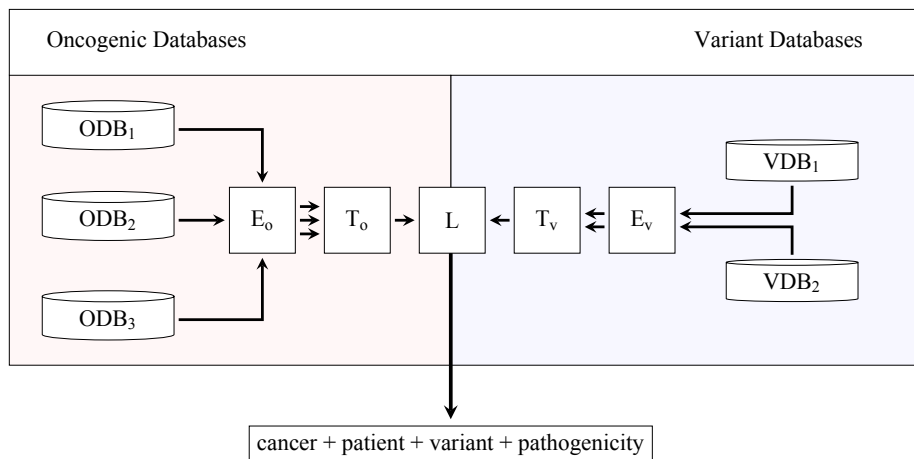 Oncogenic Databases
Variant Databases
ODB₁
ODB₂
ODB₃
Eₒ
Tₒ
L
Tᵥ
Eᵥ
VDB₁
VDB₂
cancer + patient + variant + pathogenicity